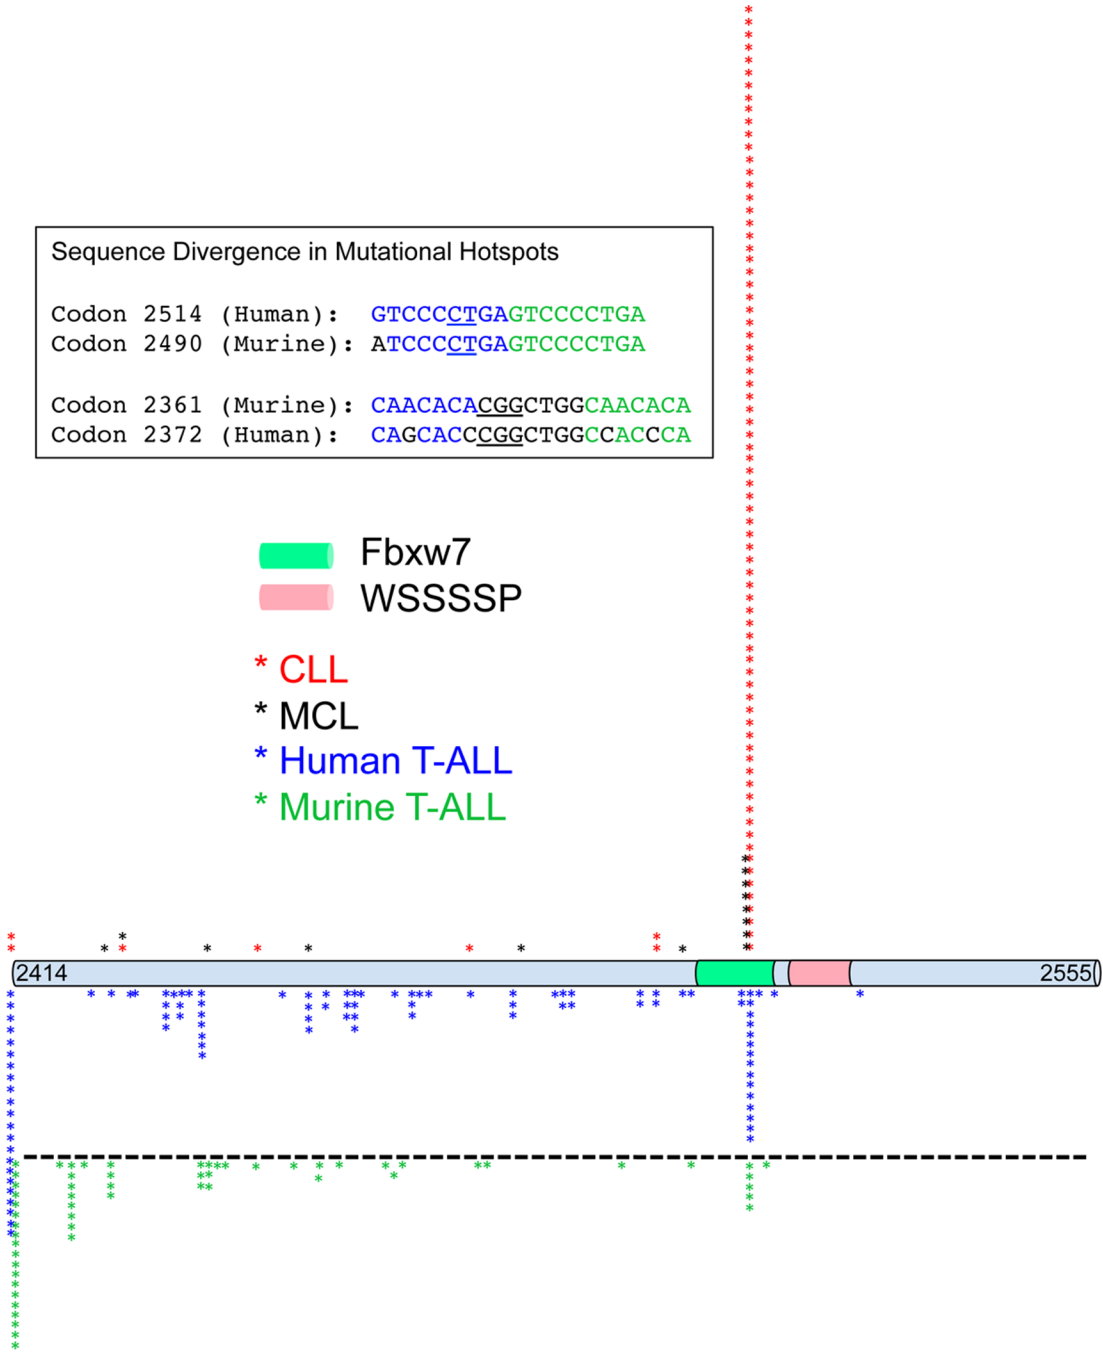 Sequence Divergence in Mutational Hotspots
Codon 2514 (Human): GTCCCCTGAGTCCCCTGA
Codon 2490 (Murine): ATCCCCTGAGTCCCCTGA
Codon 2361 (Murine): CAACACACGGCTGGCAACACA
Codon 2372 (Human): CAGCACCCGGCTGGCCACCCA
Fbxw7
WSSSSP
* CLL
* MCL
* Human T-ALL
* Murine T-ALL
2414 2555